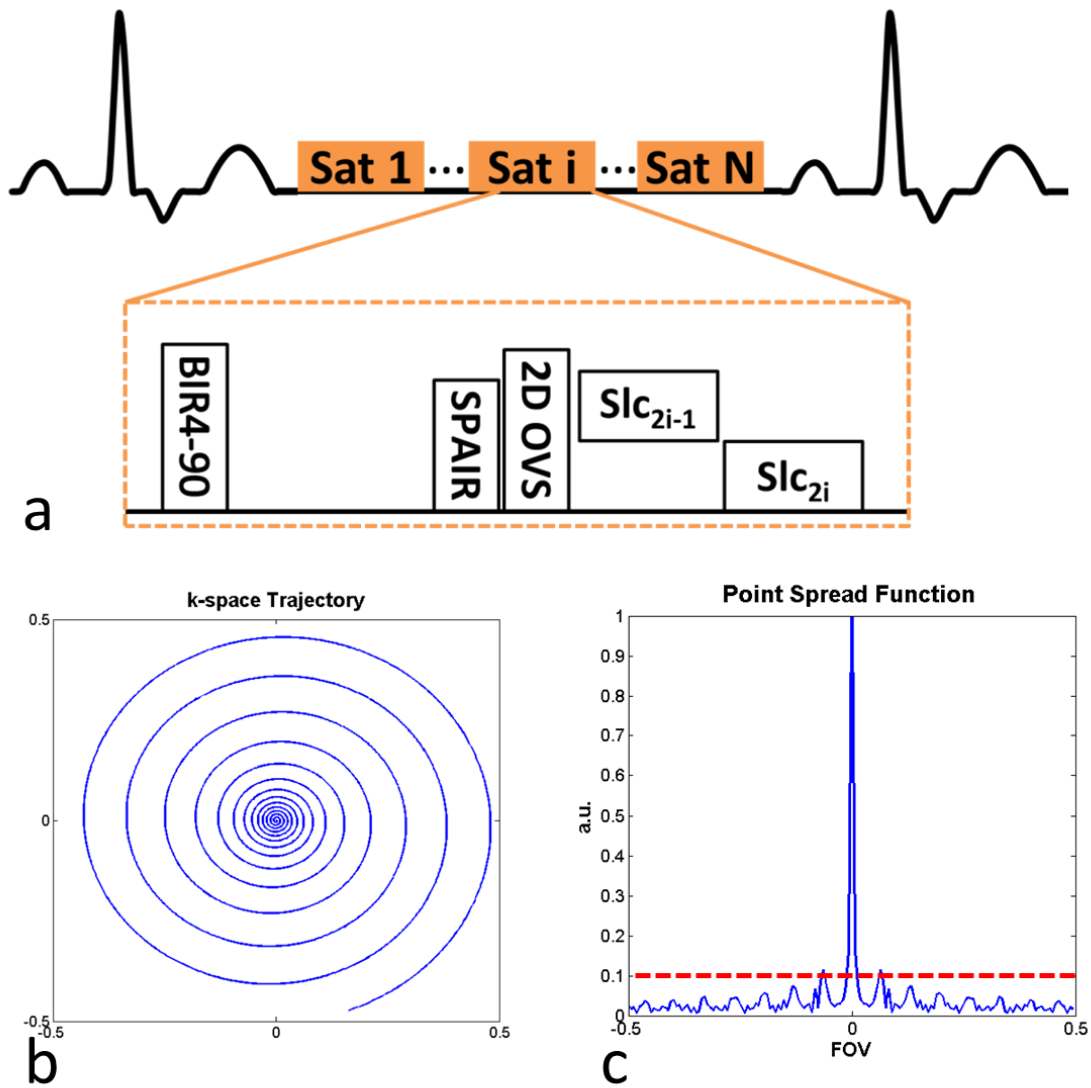 Sat 1 ... Sat i ... Sat N
BIR4-90
SPAIR
2D OVS
Slc2i-1
Slc2i
a
k-space Trajectory
0.5
0
-0.5
-0.5 0 0.5
b
Point Spread Function
1
0.9
0.8
0.7
0.6
0.5
0.4
0.3
0.2
0.1
0
a.u.
-0.5 0 0.5
FOV
c